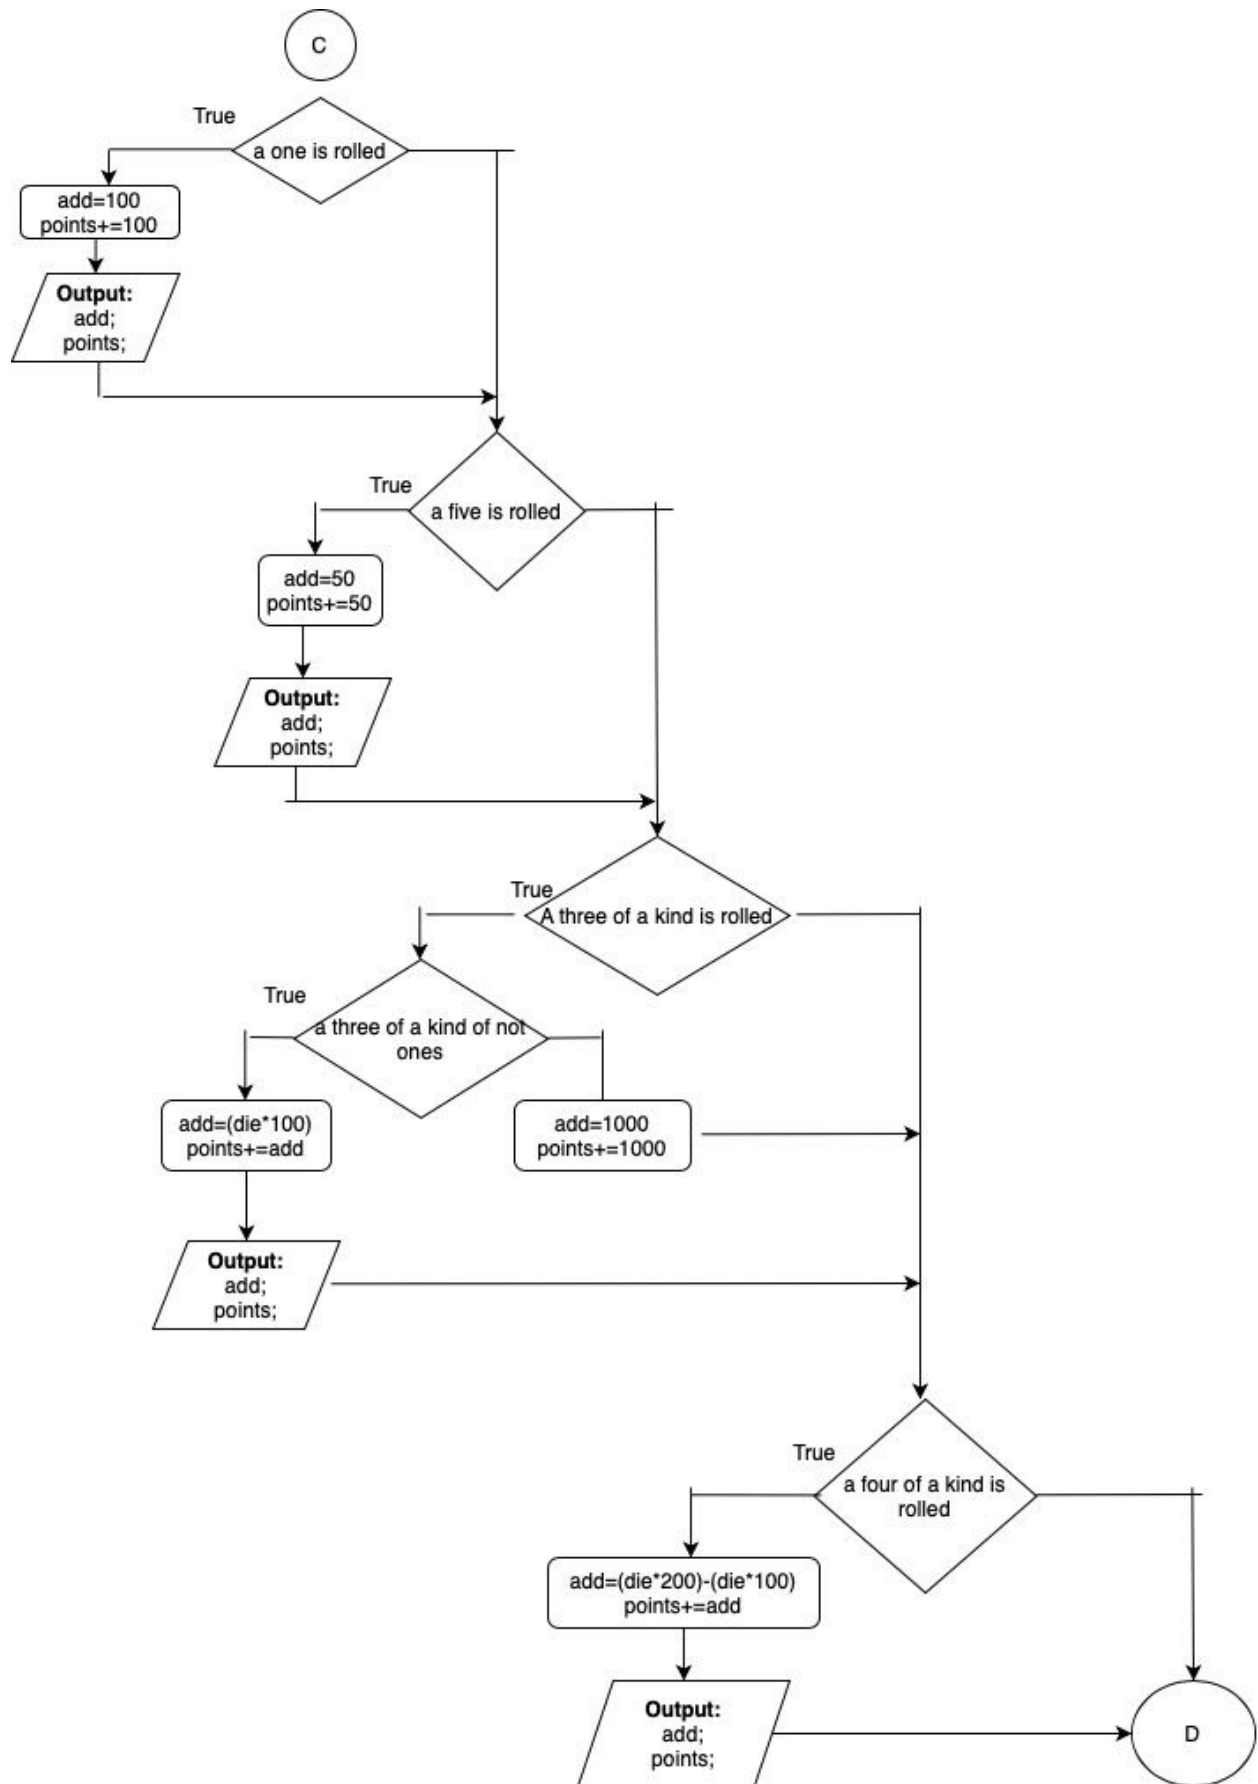 C
True
a one is rolled
add=100
points+=100
Output:
add;
points;
True
a five is rolled
add=50
points+=50
Output:
add;
points;
True
A three of a kind is rolled
True
a three of a kind of not
ones
add=(die*100)
points+=add
add=1000
points+=1000
Output:
add;
points;
True
a four of a kind is
rolled
add=(die*200)-(die*100)
points+=add
Output:
add;
points;
D